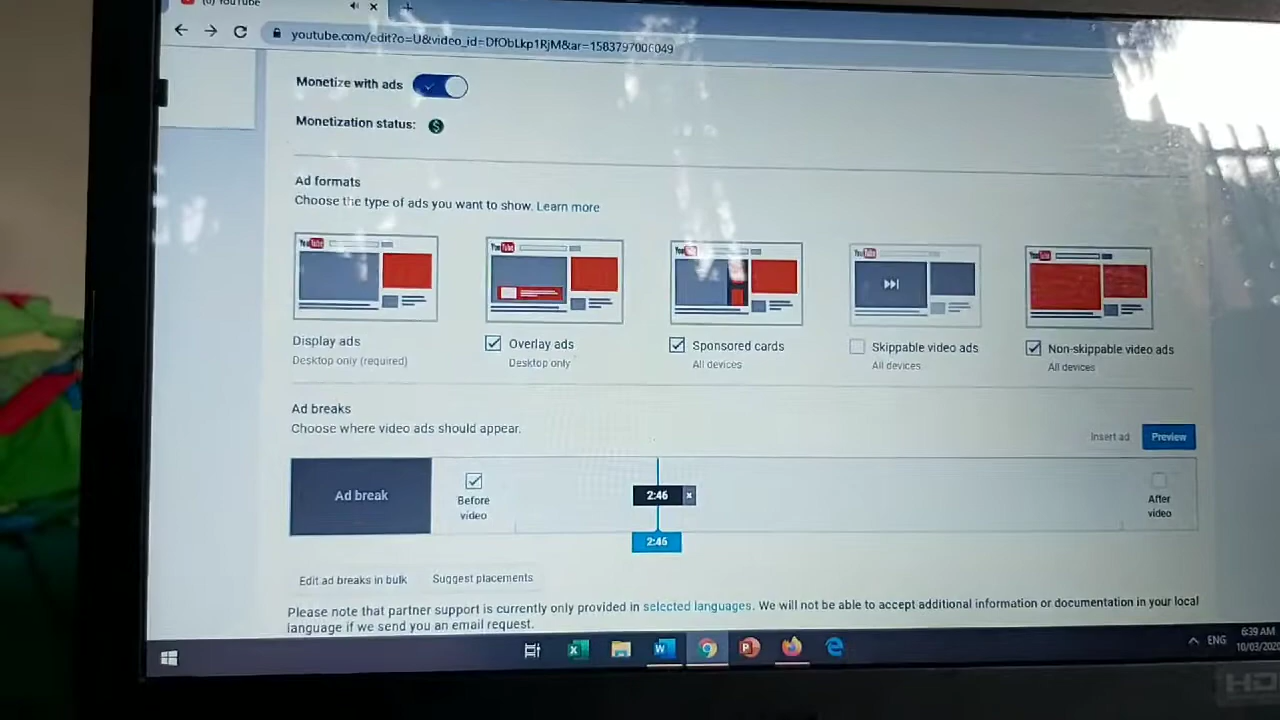 (6) YouTube
youtube.com/edit?o=U&video_id=DfObLkp1RjM&ar=1583797006049
Monetize with ads
Monetization status: $
Ad formats
Choose the type of ads you want to show. Learn more
Display ads
Desktop only (required)
Overlay ads
Desktop only
Sponsored cards
All devices
Skippable video ads
All devices
Non-skippable video ads
All devices
Ad breaks
Choose where video ads should appear.
Insert ad
Preview
Ad break
Before
video
2:46 x
2:46
After
video
Edit ad breaks in bulk
Suggest placements
Please note that partner support is currently only provided in selected languages. We will not be able to accept additional information or documentation in your local
language if we send you an email request.
ENG
6:39 AM
10/03/2020
HD